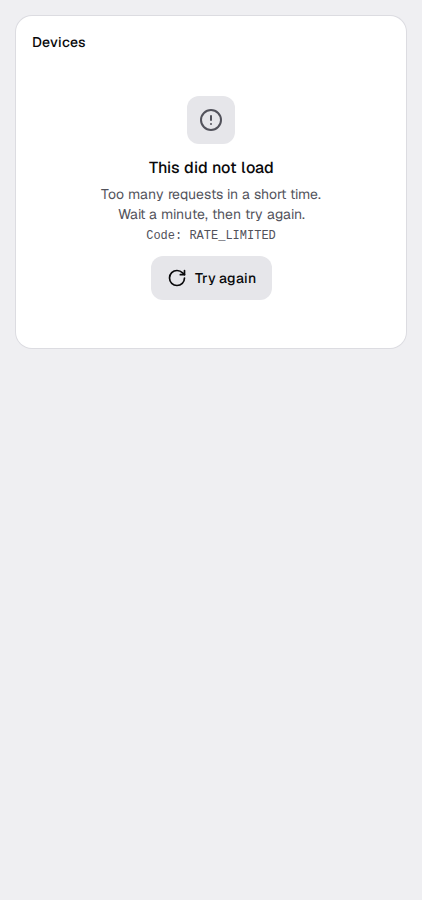 Devices
This did not load
Too many requests in a short time.
Wait a minute, then try again.
Code: RATE_LIMITED
Try again